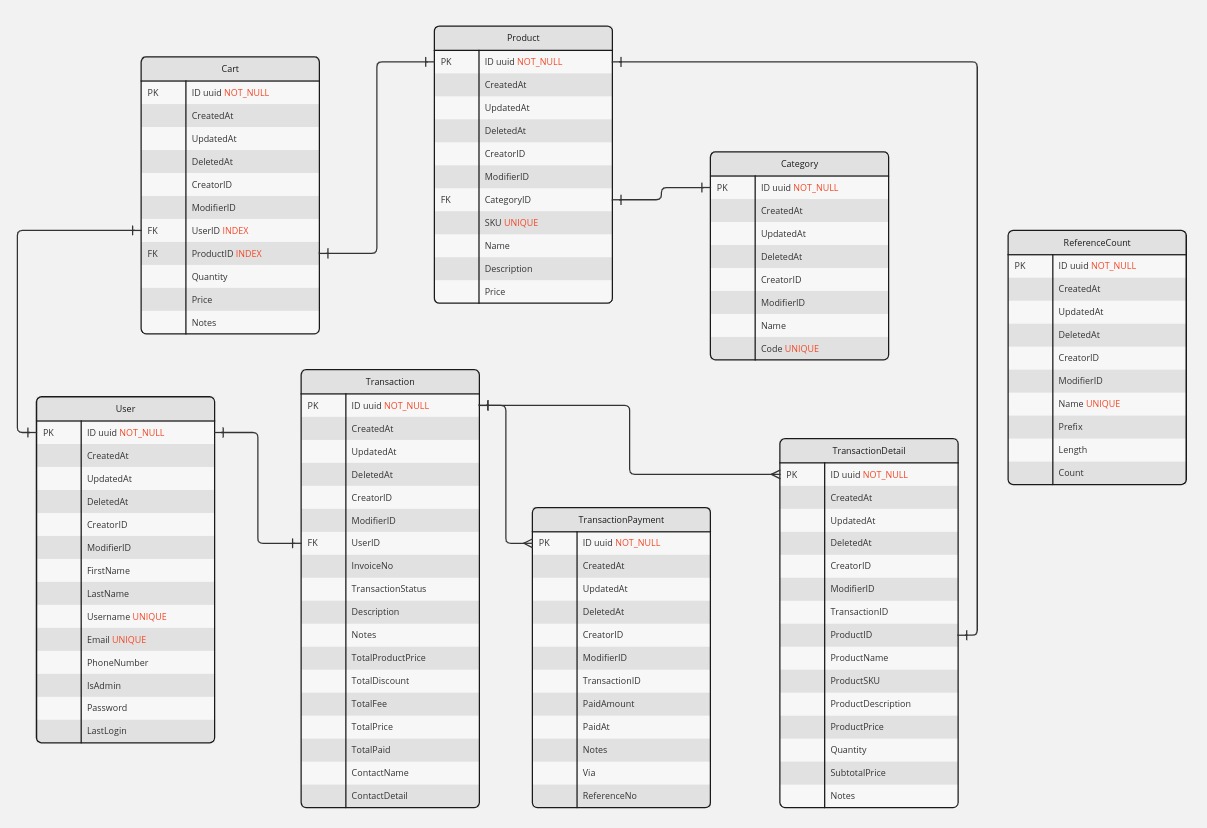 Product
PK ID uuid NOT_NULL
CreatedAt
UpdatedAt
DeletedAt
CreatorID
ModifierID
FK CategoryID
SKU UNIQUE
Name
Description
Price
Cart
PK ID uuid NOT_NULL
CreatedAt
UpdatedAt
DeletedAt
CreatorID
ModifierID
FK UserID INDEX
FK ProductID INDEX
Quantity
Price
Notes
Category
PK ID uuid NOT_NULL
CreatedAt
UpdatedAt
DeletedAt
CreatorID
ModifierID
Name
Code UNIQUE
ReferenceCount
PK ID uuid NOT_NULL
CreatedAt
UpdatedAt
DeletedAt
CreatorID
ModifierID
Name UNIQUE
Prefix
Length
Count
User
PK ID uuid NOT_NULL
CreatedAt
UpdatedAt
DeletedAt
CreatorID
ModifierID
FirstName
LastName
Username UNIQUE
Email UNIQUE
PhoneNumber
IsAdmin
Password
LastLogin
Transaction
PK ID uuid NOT_NULL
CreatedAt
UpdatedAt
DeletedAt
CreatorID
ModifierID
FK UserID
InvoiceNo
TransactionStatus
Description
Notes
TotalProductPrice
TotalDiscount
TotalFee
TotalPrice
TotalPaid
ContactName
ContactDetail
TransactionPayment
PK ID uuid NOT_NULL
CreatedAt
UpdatedAt
DeletedAt
CreatorID
ModifierID
TransactionID
PaidAmount
PaidAt
Notes
Via
ReferenceNo
TransactionDetail
PK ID uuid NOT_NULL
CreatedAt
UpdatedAt
DeletedAt
CreatorID
ModifierID
TransactionID
ProductID
ProductName
ProductSKU
ProductDescription
ProductPrice
Quantity
SubtotalPrice
Notes